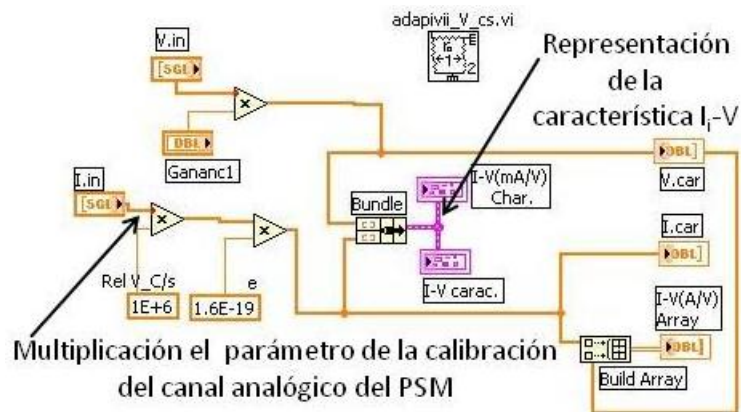 adapivii_V_cs.vi
V.in
[SGL]
Representación
de la
característica Iᵢ-V
DBL
Gananc1
DBL]
V.car
I.in
[SGL
Bundle
I-V(mA/V)
Char.
I.car
DBL]
Rel V_C/s
e
I-V carac.
1E+6
1.6E-19
I-V(A/V)
Array
DBL]
Multiplicación el parámetro de la calibración
del canal analógico del PSM
Build Array